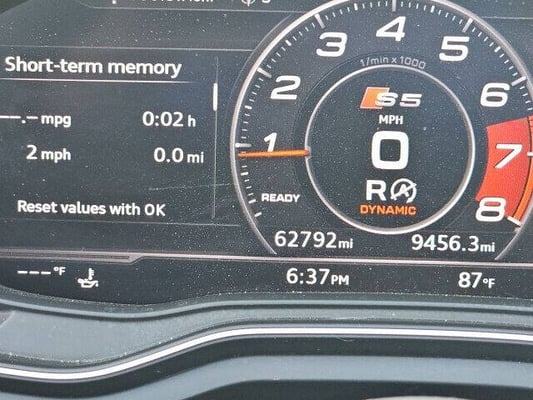 Short-term memory
--.- mpg 0:02 h
2 mph 0.0 mi
Reset values with OK
1 2 3 4 5 6 7 8
1/min x 1000
S5
MPH
0
R
READY
DYNAMIC
62792mi 9456.3mi
---°F 6:37PM 87°F